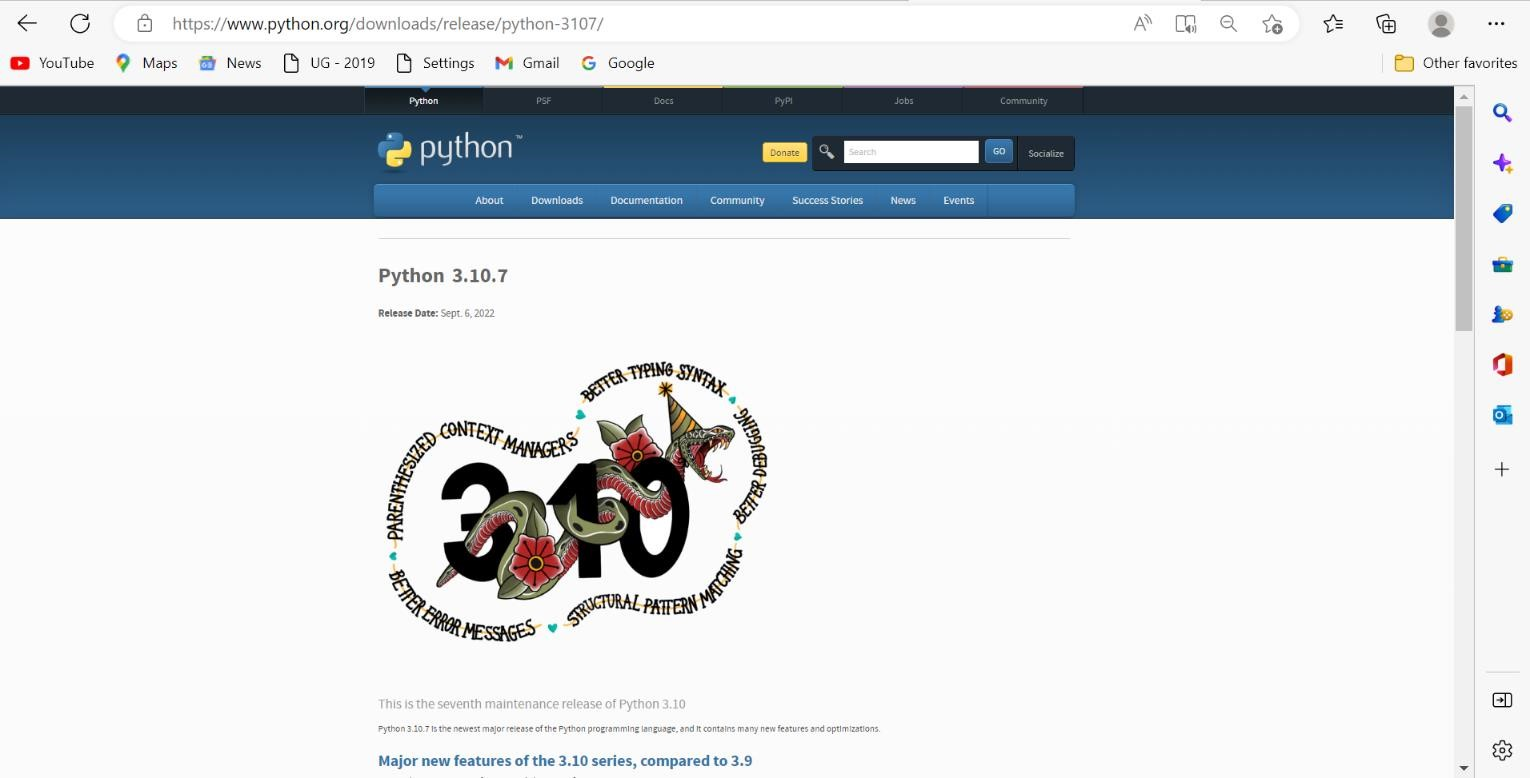 https://www.python.org/downloads/release/python-3107/
YouTube Maps News UG - 2019 Settings Gmail Google Other favorites
Python PSF Docs PyPI Jobs Community
python™
Donate Search GO Socialize
About Downloads Documentation Community Success Stories News Events
Python 3.10.7
Release Date: Sept. 6, 2022
PARENTHESIZED CONTEXT MANAGERS
BETTER TYPING SYNTAX
BETTER DEBUGGING
STRUCTURAL PATTERN MATCHING
BETTER ERROR MESSAGES
3.10
This is the seventh maintenance release of Python 3.10
Python 3.10.7 is the newest major release of the Python programming language, and it contains many new features and optimizations.
Major new features of the 3.10 series, compared to 3.9